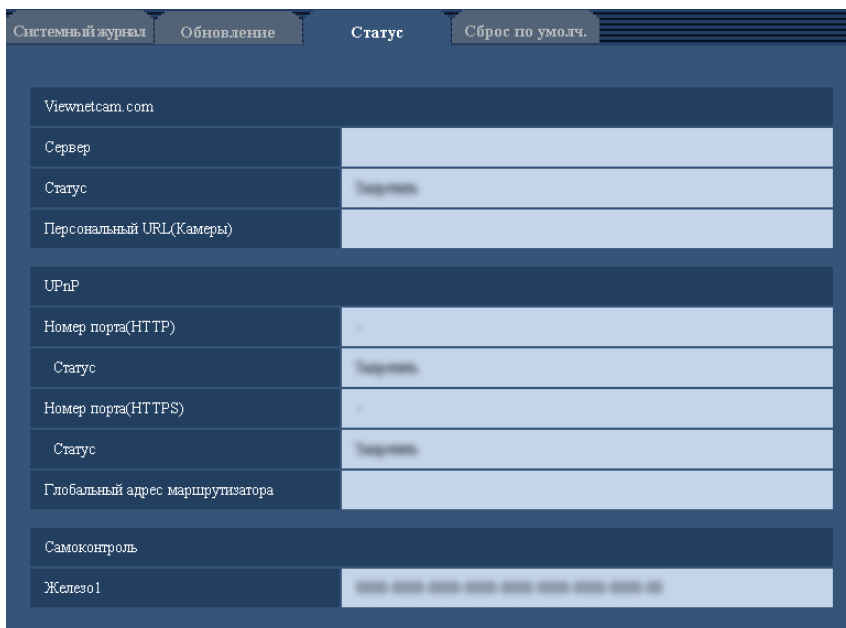 Системный журнал
Обновление
Статус
Сброс по умолч.
Viewnetcam.com
Сервер
Статус
Персональный URL(Камеры)
UPnP
Номер порта(HTTP)
Статус
Номер порта(HTTPS)
Статус
Глобальный адрес маршрутизатора
Самоконтроль
Железо1